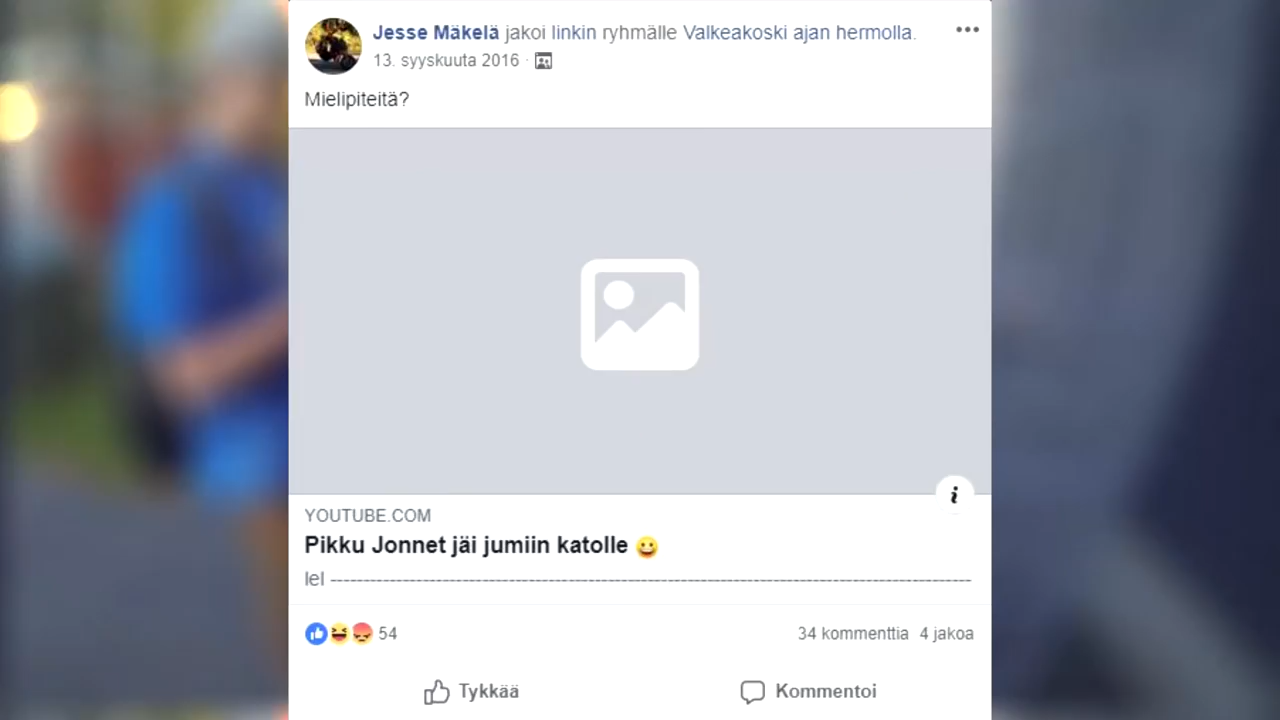 Jesse Mäkelä jakoi linkin ryhmälle Valkeakoski ajan hermolla.
13. syyskuuta 2016 ·
Mielipiteitä?
YOUTUBE.COM
Pikku Jonnet jäi jumiin katolle 😀
lel -------------------------------------------------------------------------------------------------
54
34 kommenttia 4 jakoa
Tykkää Kommentoi